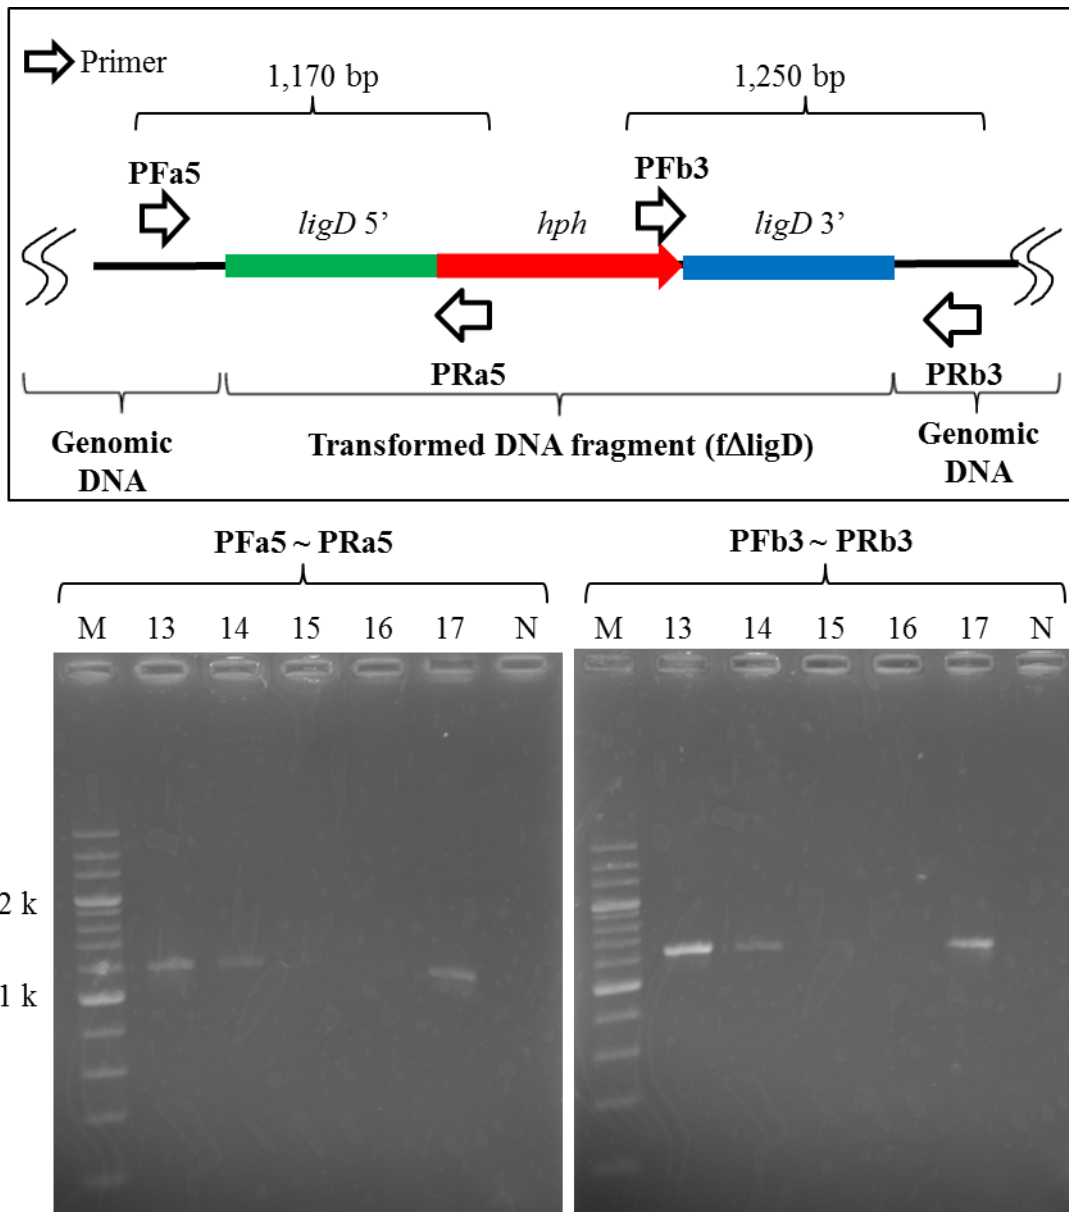 Primer
1,170 bp
1,250 bp
PFa5
PFb3
ligD 5’
hph
ligD 3’
PRa5
PRb3
Genomic
DNA
Transformed DNA fragment (fΔligD)
Genomic
DNA
PFa5 ~ PRa5
PFb3 ~ PRb3
M 13 14 15 16 17 N
M 13 14 15 16 17 N
2 k
1 k